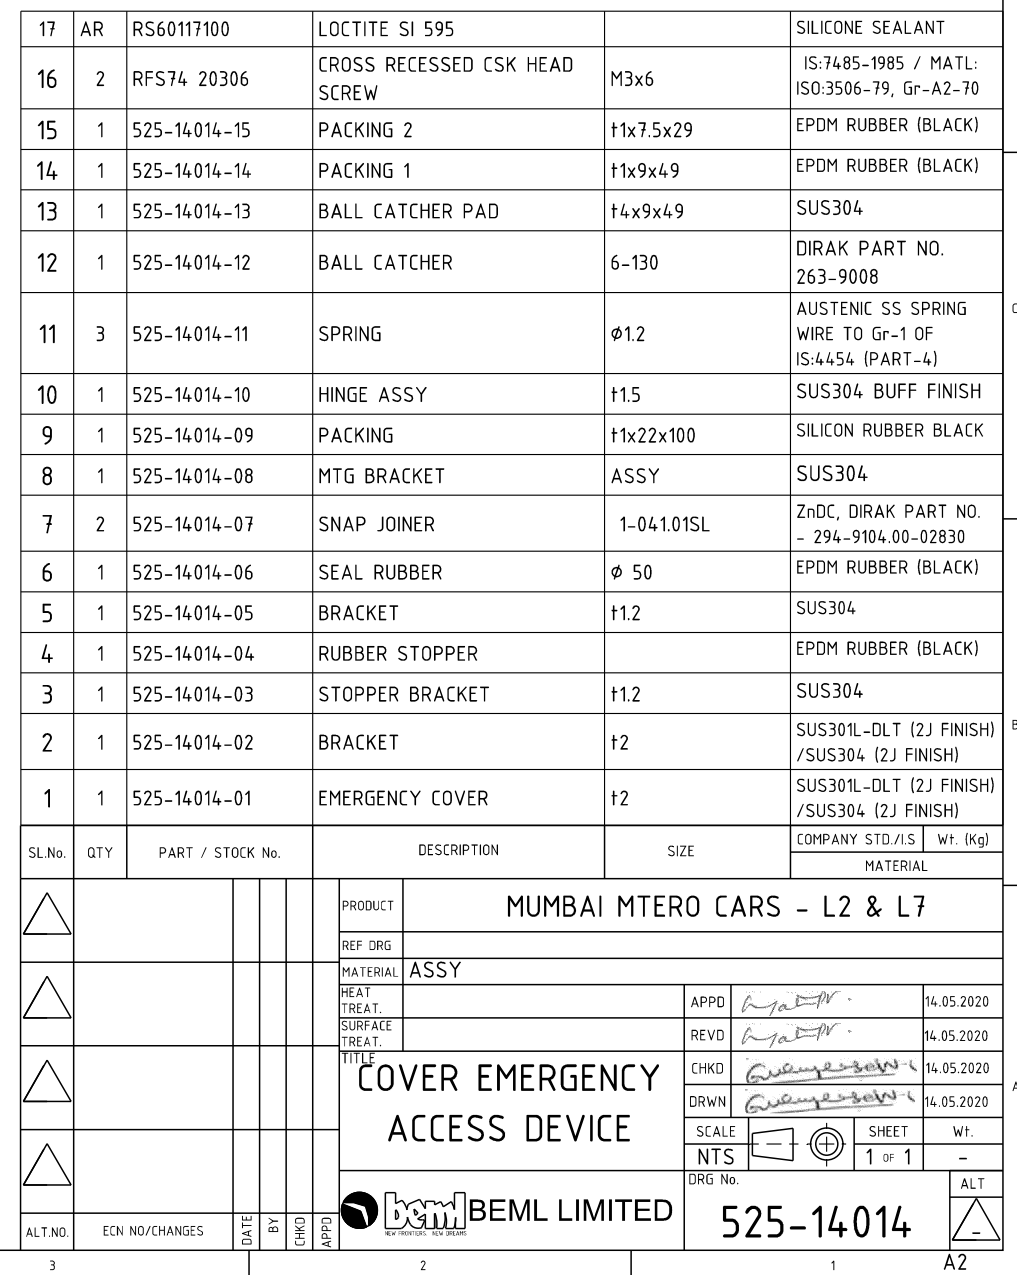 17 AR RS60117100 LOCTITE SI 595 SILICONE SEALANT
16 2 RFS74 20306 CROSS RECESSED CSK HEAD SCREW M3x6 IS:7485-1985 / MATL: ISO:3506-79, Gr-A2-70
15 1 525-14014-15 PACKING 2 t1x7.5x29 EPDM RUBBER (BLACK)
14 1 525-14014-14 PACKING 1 t1x9x49 EPDM RUBBER (BLACK)
13 1 525-14014-13 BALL CATCHER PAD t4x9x49 SUS304
12 1 525-14014-12 BALL CATCHER 6-130 DIRAK PART NO. 263-9008
11 3 525-14014-11 SPRING Ø1.2 AUSTENIC SS SPRING WIRE TO Gr-1 OF IS:4454 (PART-4)
10 1 525-14014-10 HINGE ASSY t1.5 SUS304 BUFF FINISH
9 1 525-14014-09 PACKING t1x22x100 SILICON RUBBER BLACK
8 1 525-14014-08 MTG BRACKET ASSY SUS304
7 2 525-14014-07 SNAP JOINER 1-041.01SL ZnDC, DIRAK PART NO. - 294-9104.00-02830
6 1 525-14014-06 SEAL RUBBER Ø 50 EPDM RUBBER (BLACK)
5 1 525-14014-05 BRACKET t1.2 SUS304
4 1 525-14014-04 RUBBER STOPPER EPDM RUBBER (BLACK)
3 1 525-14014-03 STOPPER BRACKET t1.2 SUS304
2 1 525-14014-02 BRACKET t2 SUS301L-DLT (2J FINISH) /SUS304 (2J FINISH)
1 1 525-14014-01 EMERGENCY COVER t2 SUS301L-DLT (2J FINISH) /SUS304 (2J FINISH)
SL.No. QTY PART / STOCK No. DESCRIPTION SIZE COMPANY STD./I.S Wt. (Kg)
MATERIAL
PRODUCT MUMBAI MTERO CARS - L2 & L7
REF DRG
MATERIAL ASSY
HEAT TREAT.
SURFACE TREAT.
APPD 14.05.2020
REVD 14.05.2020
CHKD 14.05.2020
DRWN 14.05.2020
TITLE
COVER EMERGENCY
ACCESS DEVICE
SCALE SHEET Wt.
NTS 1 OF 1 -
beml BEML LIMITED
NEW FRONTIERS. NEW DREAMS
DRG No. ALT
525-14014 -
ALT.NO. ECN NO/CHANGES DATE BY CHKD APPD
3 2 1 A2
C
B
A